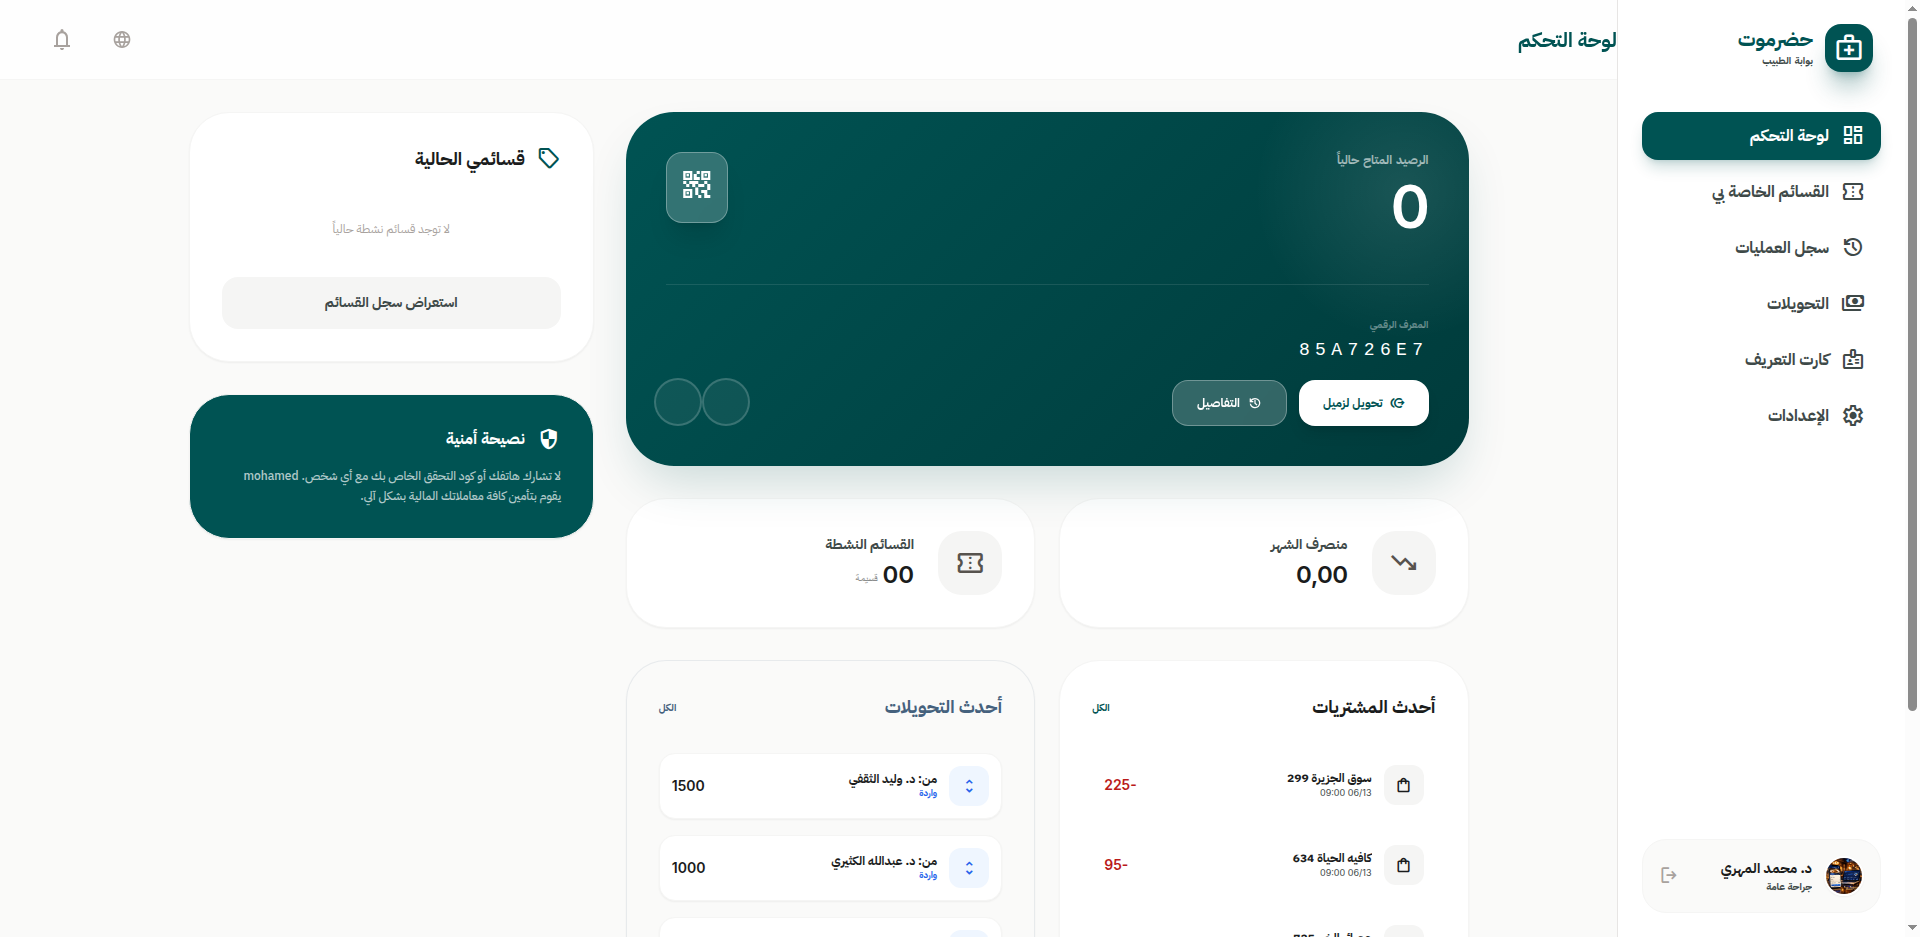 حضرموت
بوابة الطبيب
لوحة التحكم
القسائم الخاصة بي
سجل العمليات
التحويلات
كارت التعريف
الإعدادات
د. محمد المهري
جراحة عامة
لوحة التحكم
الرصيد المتاح حالياً
0
المعرف الرقمي
85A726E7
تحويل لزميل
التفاصيل
منصرف الشهر
0,00
القسائم النشطة
00 قسيمة
أحدث المشتريات
الكل
سوق الجزيرة 299
09:00 06/13
225-
كافيه الحياة 634
09:00 06/13
95-
أحدث التحويلات
الكل
من: د. وليد الثقفي
واردة
1500
من: د. عبدالله الكثيري
واردة
1000
قسائمي الحالية
لا توجد قسائم نشطة حالياً
استعراض سجل القسائم
نصيحة أمنية
لا تشارك هاتفك أو كود التحقق الخاص بك مع أي شخص. mohamed
يقوم بتأمين كافة معاملاتك المالية بشكل آلي.